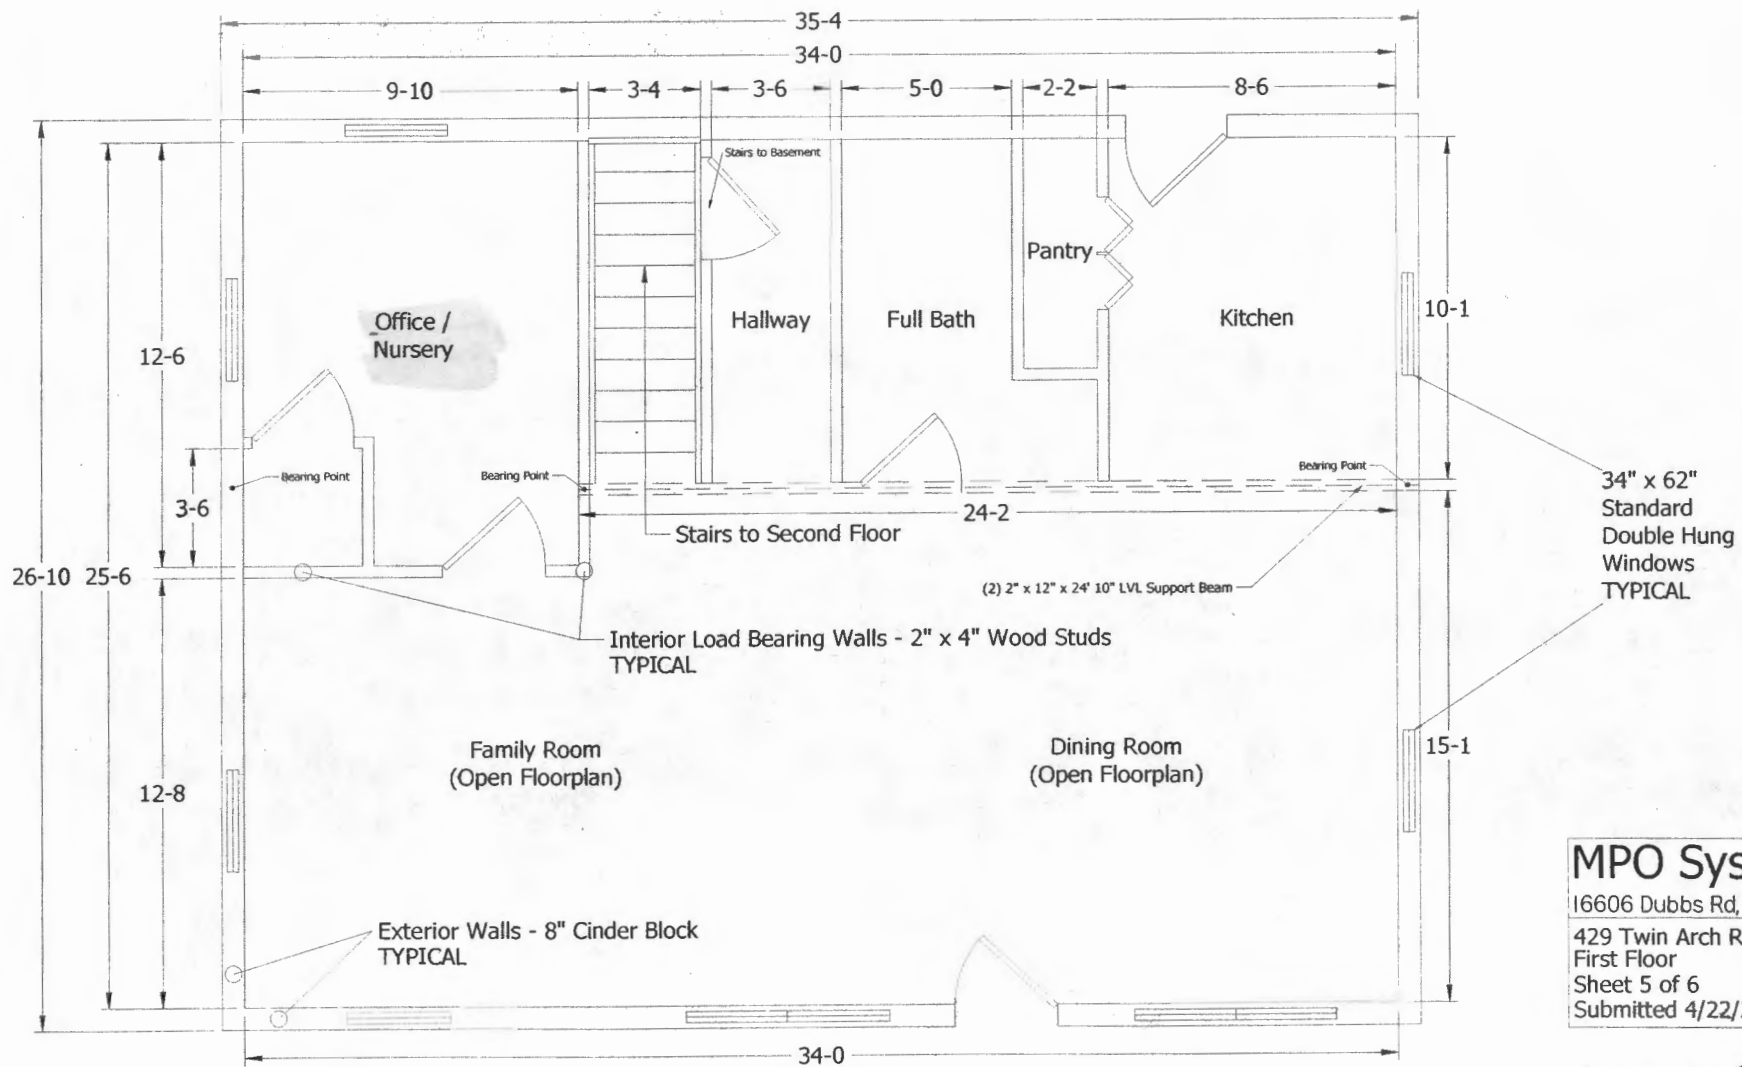 35-4
34-0
9-10
3-4
3-6
5-0
2-2
8-6
Stairs to Basement
Pantry
Office /
Nursery
Hallway
Full Bath
Kitchen
10-1
12-6
Bearing Point
Bearing Point
Bearing Point
3-6
24-2
34" x 62"
Standard
Double Hung
Windows
TYPICAL
Stairs to Second Floor
26-10
25-6
(2) 2" x 12" x 24' 10" LVL Support Beam
Interior Load Bearing Walls - 2" x 4" Wood Studs
TYPICAL
Family Room
(Open Floorplan)
Dining Room
(Open Floorplan)
15-1
12-8
Exterior Walls - 8" Cinder Block
TYPICAL
MPO Sys
16606 Dubbs Rd,
429 Twin Arch R
First Floor
Sheet 5 of 6
Submitted 4/22/
34-0